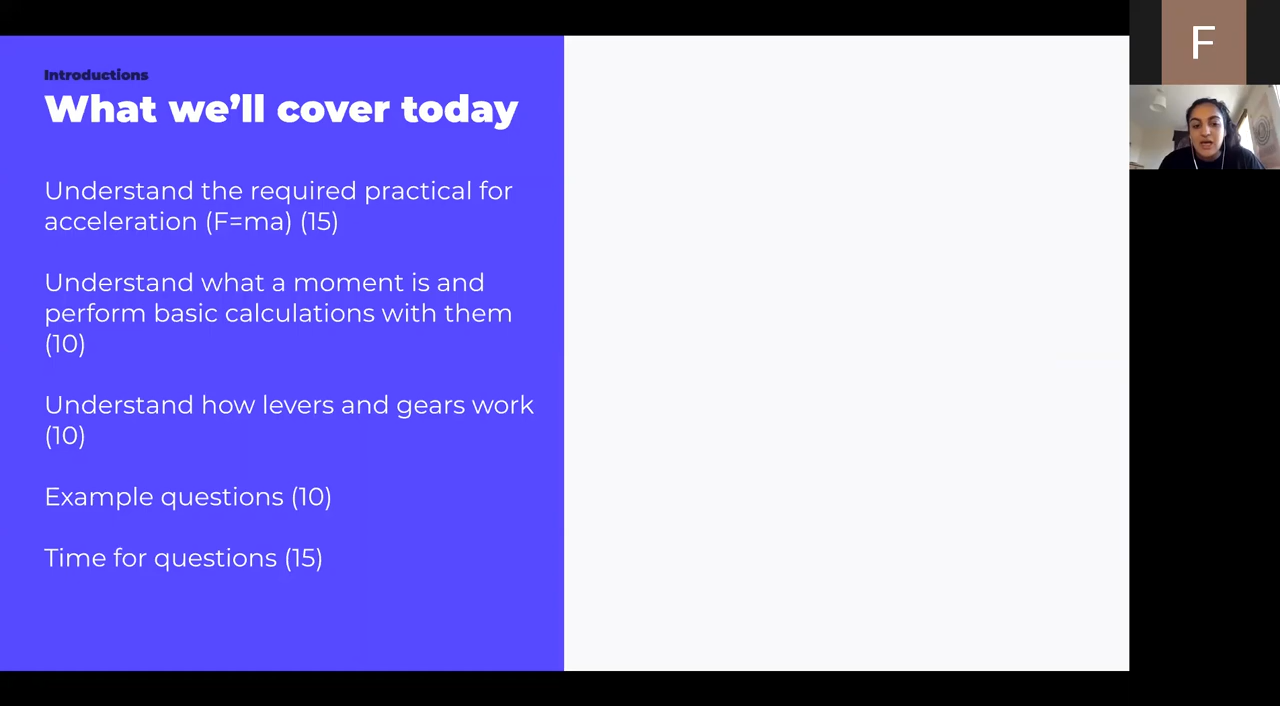 Introductions
What we'll cover today
Understand the required practical for
acceleration (F=ma) (15)
Understand what a moment is and
perform basic calculations with them
(10)
Understand how levers and gears work
(10)
Example questions (10)
Time for questions (15)
F